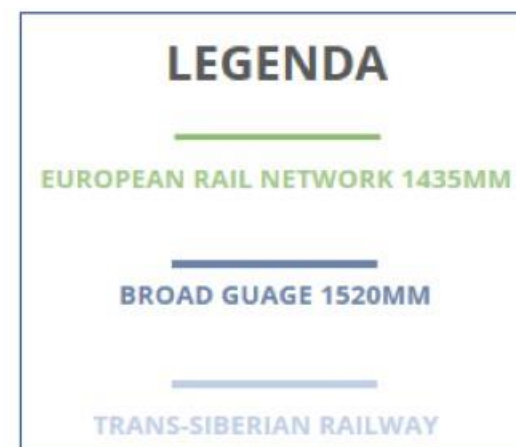 LEGENDA
EUROPEAN RAIL NETWORK 1435MM
BROAD GUAGE 1520MM
TRANS-SIBERIAN RAILWAY